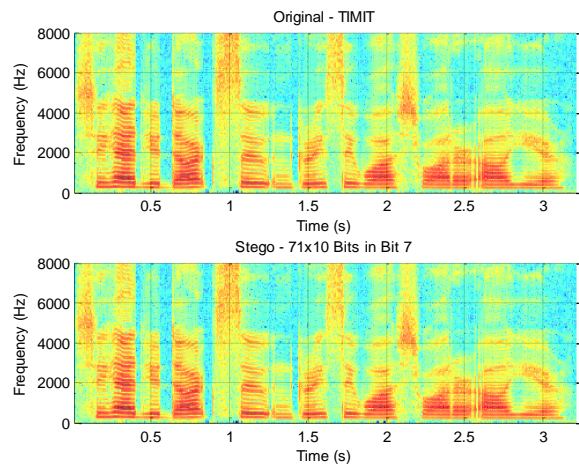 Original - TIMIT
8000
6000
4000
2000
0
Frequency (Hz)
0.5 1 1.5 2 2.5 3
Time (s)
Stego - 71x10 Bits in Bit 7
8000
6000
4000
2000
0
Frequency (Hz)
0.5 1 1.5 2 2.5 3
Time (s)